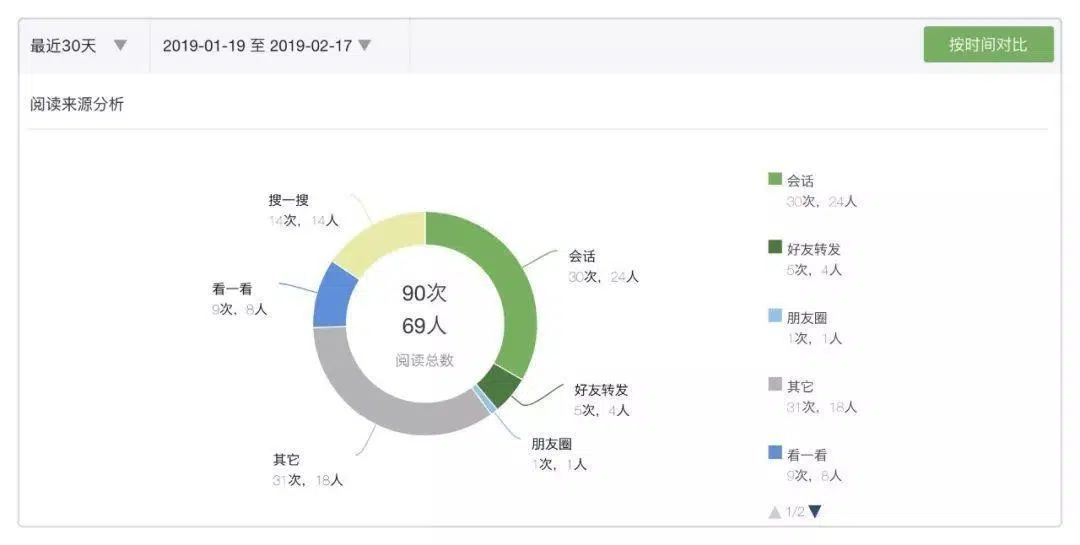 最近30天 ▼ 2019-01-19 至 2019-02-17 ▼ 按时间对比
阅读来源分析
搜一搜
14次，14人
看一看
9次，8人
其它
31次，18人
90次
69人
阅读总数
会话
30次，24人
好友转发
5次，4人
朋友圈
1次，1人
会话
30次，24人
好友转发
5次，4人
朋友圈
1次，1人
其它
31次，18人
看一看
9次，8人
▲ 1/2 ▼